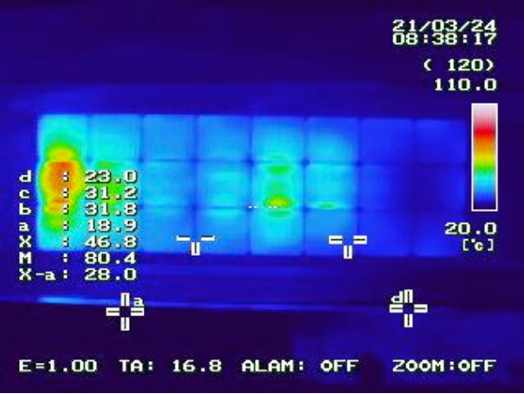 21/03/24
08:38:17
( 120)
110.0
d : 23.0
c : 31.2
b : 31.8
a : 18.9
X : 46.8
M : 80.4
X-a: 28.0
20.0
[℃]
a
d
E=1.00 TA: 16.8 ALAM: OFF ZOOM:OFF